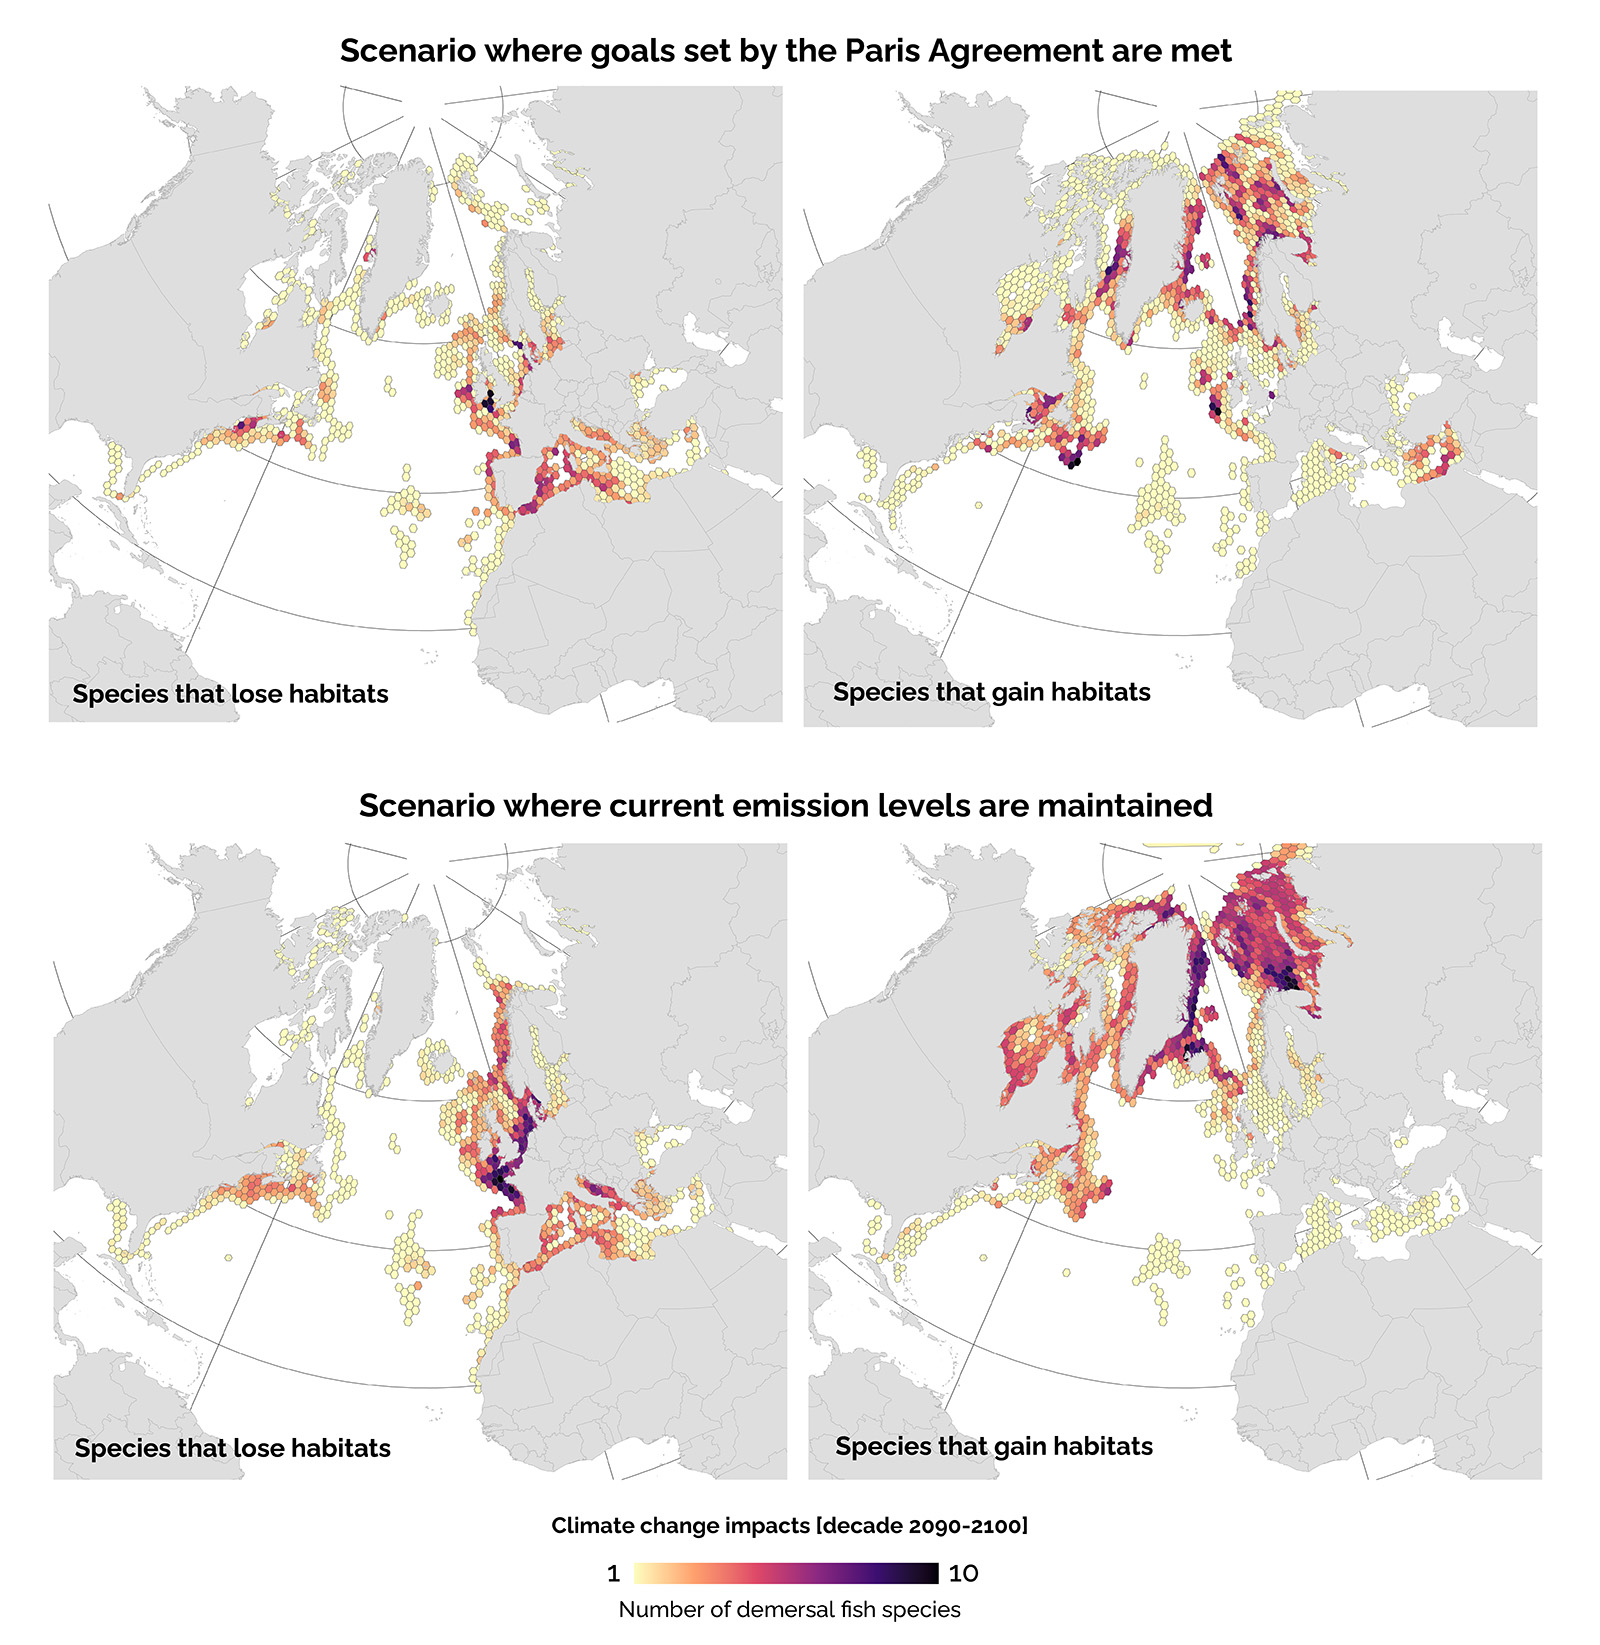 Scenario where goals set by the Paris Agreement are met
Species that lose habitats
Species that gain habitats
Scenario where current emission levels are maintained
Species that lose habitats
Species that gain habitats
Climate change impacts [decade 2090-2100]
1
10
Number of demersal fish species